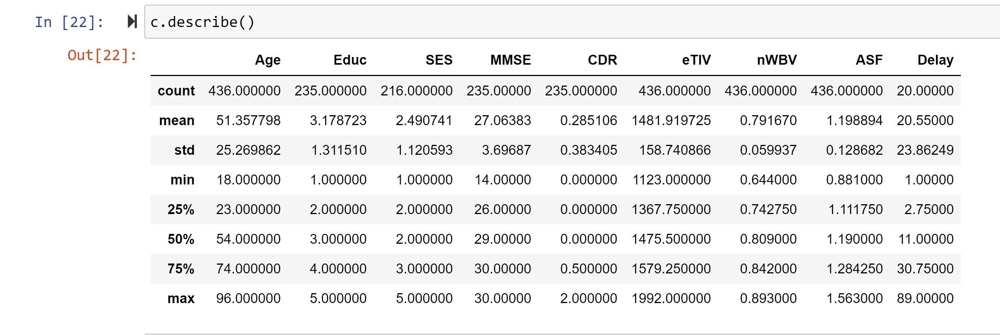 In [22]: c.describe()
Out[22]:
Age Educ SES MMSE CDR eTIV nWBV ASF Delay
count 436.000000 235.000000 216.000000 235.00000 235.000000 436.000000 436.000000 436.000000 20.00000
mean 51.357798 3.178723 2.490741 27.06383 0.285106 1481.919725 0.791670 1.198894 20.55000
std 25.269862 1.311510 1.120593 3.69687 0.383405 158.740866 0.059937 0.128682 23.86249
min 18.000000 1.000000 1.000000 14.00000 0.000000 1123.000000 0.644000 0.881000 1.00000
25% 23.000000 2.000000 2.000000 26.00000 0.000000 1367.750000 0.742750 1.111750 2.75000
50% 54.000000 3.000000 2.000000 29.00000 0.000000 1475.500000 0.809000 1.190000 11.00000
75% 74.000000 4.000000 3.000000 30.00000 0.500000 1579.250000 0.842000 1.284250 30.75000
max 96.000000 5.000000 5.000000 30.00000 2.000000 1992.000000 0.893000 1.563000 89.00000